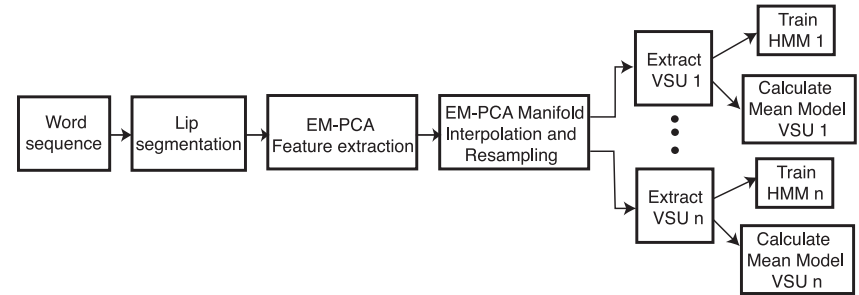 Word
sequence
Lip
segmentation
EM-PCA
Feature extraction
EM-PCA Manifold
Interpolation and
Resampling
Extract
VSU 1
Train
HMM 1
Calculate
Mean Model
VSU 1
Extract
VSU n
Train
HMM n
Calculate
Mean Model
VSU n